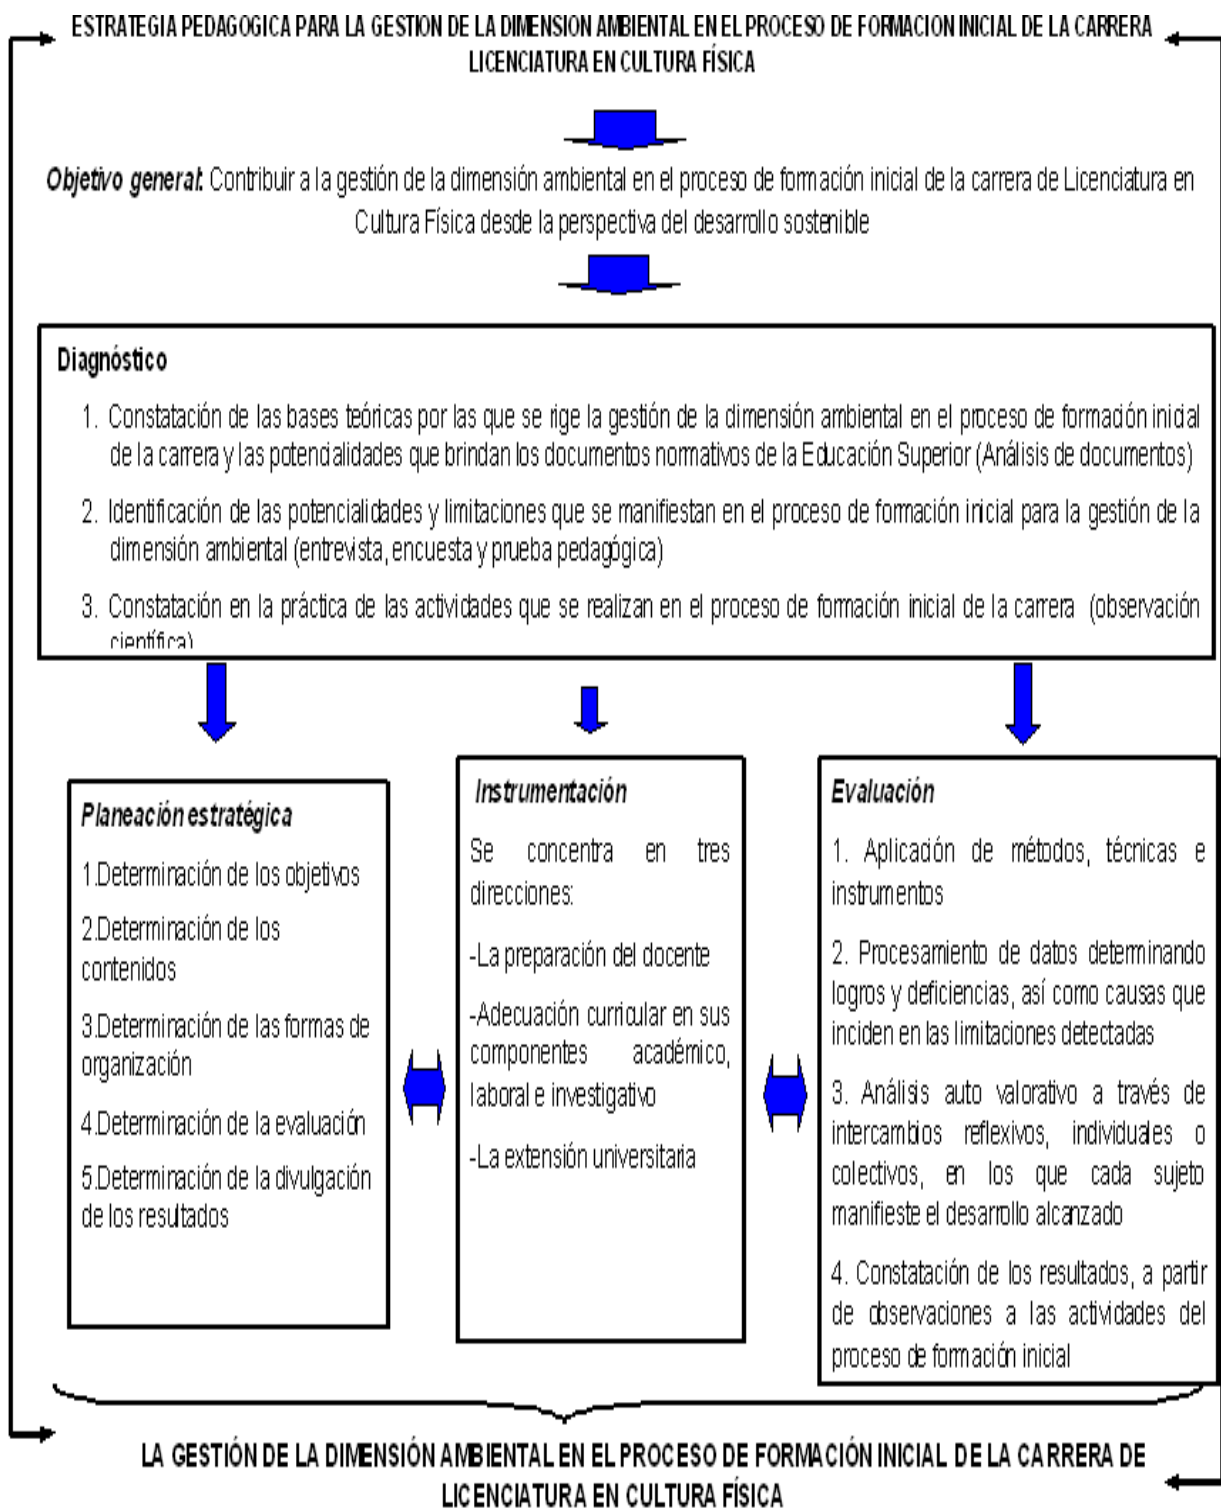 ESTRATEGIA PEDAGOGICA PARA LA GESTION DE LA DIMENSION AMBIENTAL EN EL PROCESO DE FORMACION INICIAL DE LA CARRERA
LICENCIATURA EN CULTURA FÍSICA
Objetivo general: Contribuir a la gestión de la dimensión ambiental en el proceso de formación inicial de la carrera de Licenciatura en
Cultura Física desde la perspectiva del desarrollo sostenible
Diagnóstico
1. Constatación de las bases teóricas por las que se rige la gestión de la dimensión ambiental en el proceso de formación inicial
de la carrera y las potencialidades que brindan los documentos normativos de la Educación Superior (Análisis de documentos)
2. Identificación de las potencialidades y limitaciones que se manifiestan en el proceso de formación inicial para la gestión de la
dimensión ambiental (entrevista, encuesta y prueba pedagógica)
3. Constatación en la práctica de las actividades que se realizan en el proceso de formación inicial de la carrera (observación
científica)
Planeación estratégica
1.Determinación de los objetivos
2.Determinación de los
contenidos
3.Determinación de las formas de
organización
4.Determinación de la evaluación
5.Determinación de la divulgación
de los resultados
Instrumentación
Se concentra en tres
direcciones:
-La preparación del docente
-Adecuación curricular en sus
componentes académico,
laboral e investigativo
-La extensión universitaria
Evaluación
1. Aplicación de métodos, técnicas e
instrumentos
2. Procesamiento de datos determinando
logros y deficiencias, así como causas que
inciden en las limitaciones detectadas
3. Análisis auto valorativo a través de
intercambios reflexivos, individuales o
colectivos, en los que cada sujeto
manifieste el desarrollo alcanzado
4. Constatación de los resultados, a partir
de observaciones a las actividades del
proceso de formación inicial
LA GESTIÓN DE LA DIMENSIÓN AMBIENTAL EN EL PROCESO DE FORMACIÓN INICIAL DE LA CARRERA DE
LICENCIATURA EN CULTURA FÍSICA